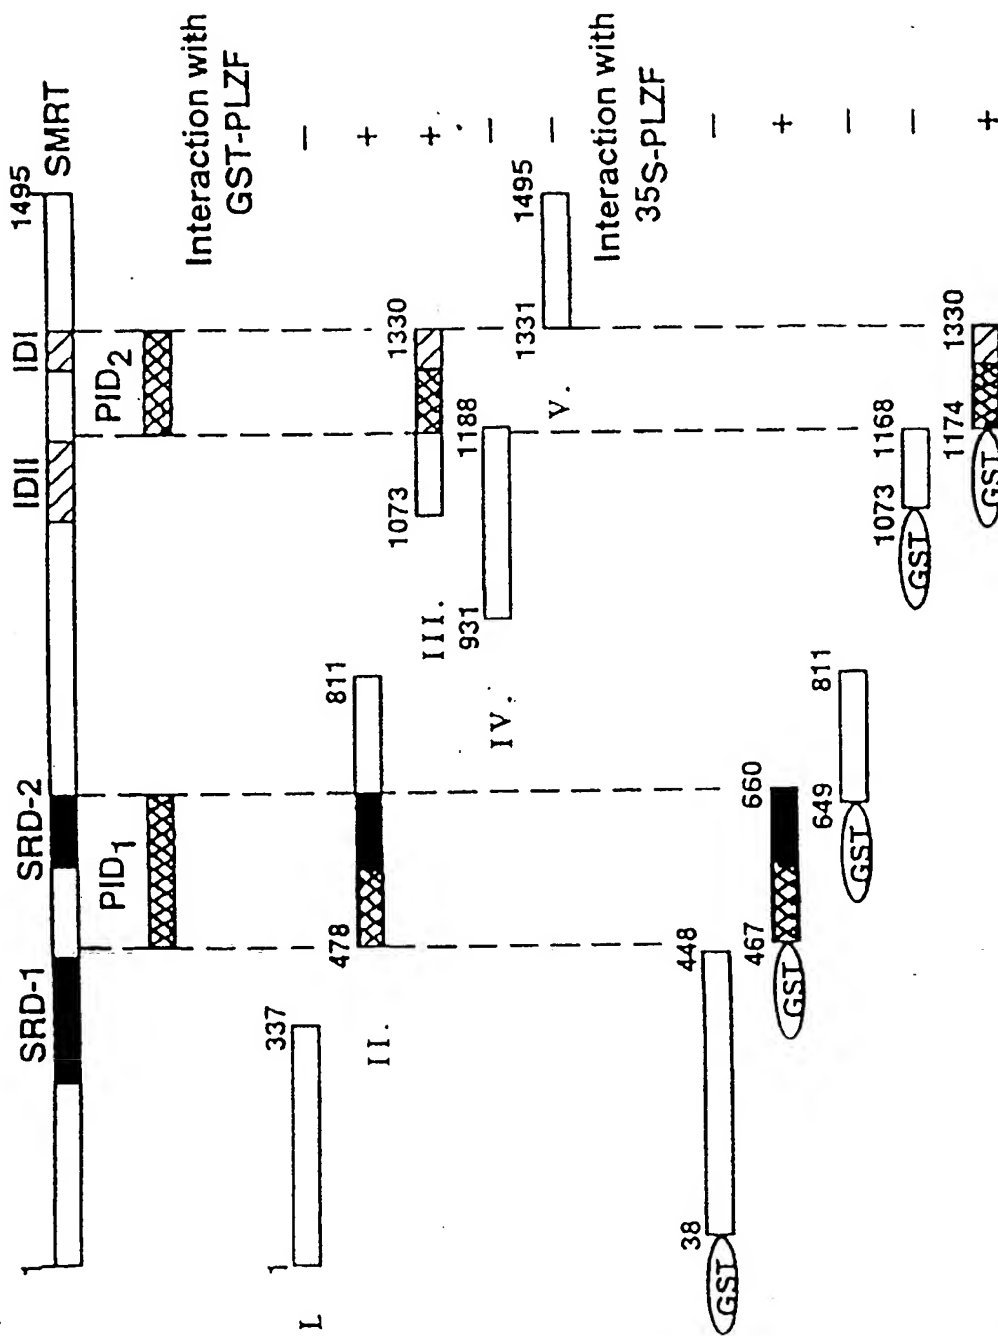 IDII IDI
SRD-1 SRD-2
1 1495 SMRT
PID1 PID2
Interaction with
GST-PLZF
I. 1 337 −
II. 478 811 +
III. 1073 1330 +
IV. 931 1188 −
V. 1331 1495 −
Interaction with
35S-PLZF
GST 38 448 −
GST 467 660 +
GST 649 811 −
GST 1073 1168 −
GST 1174 1330 +